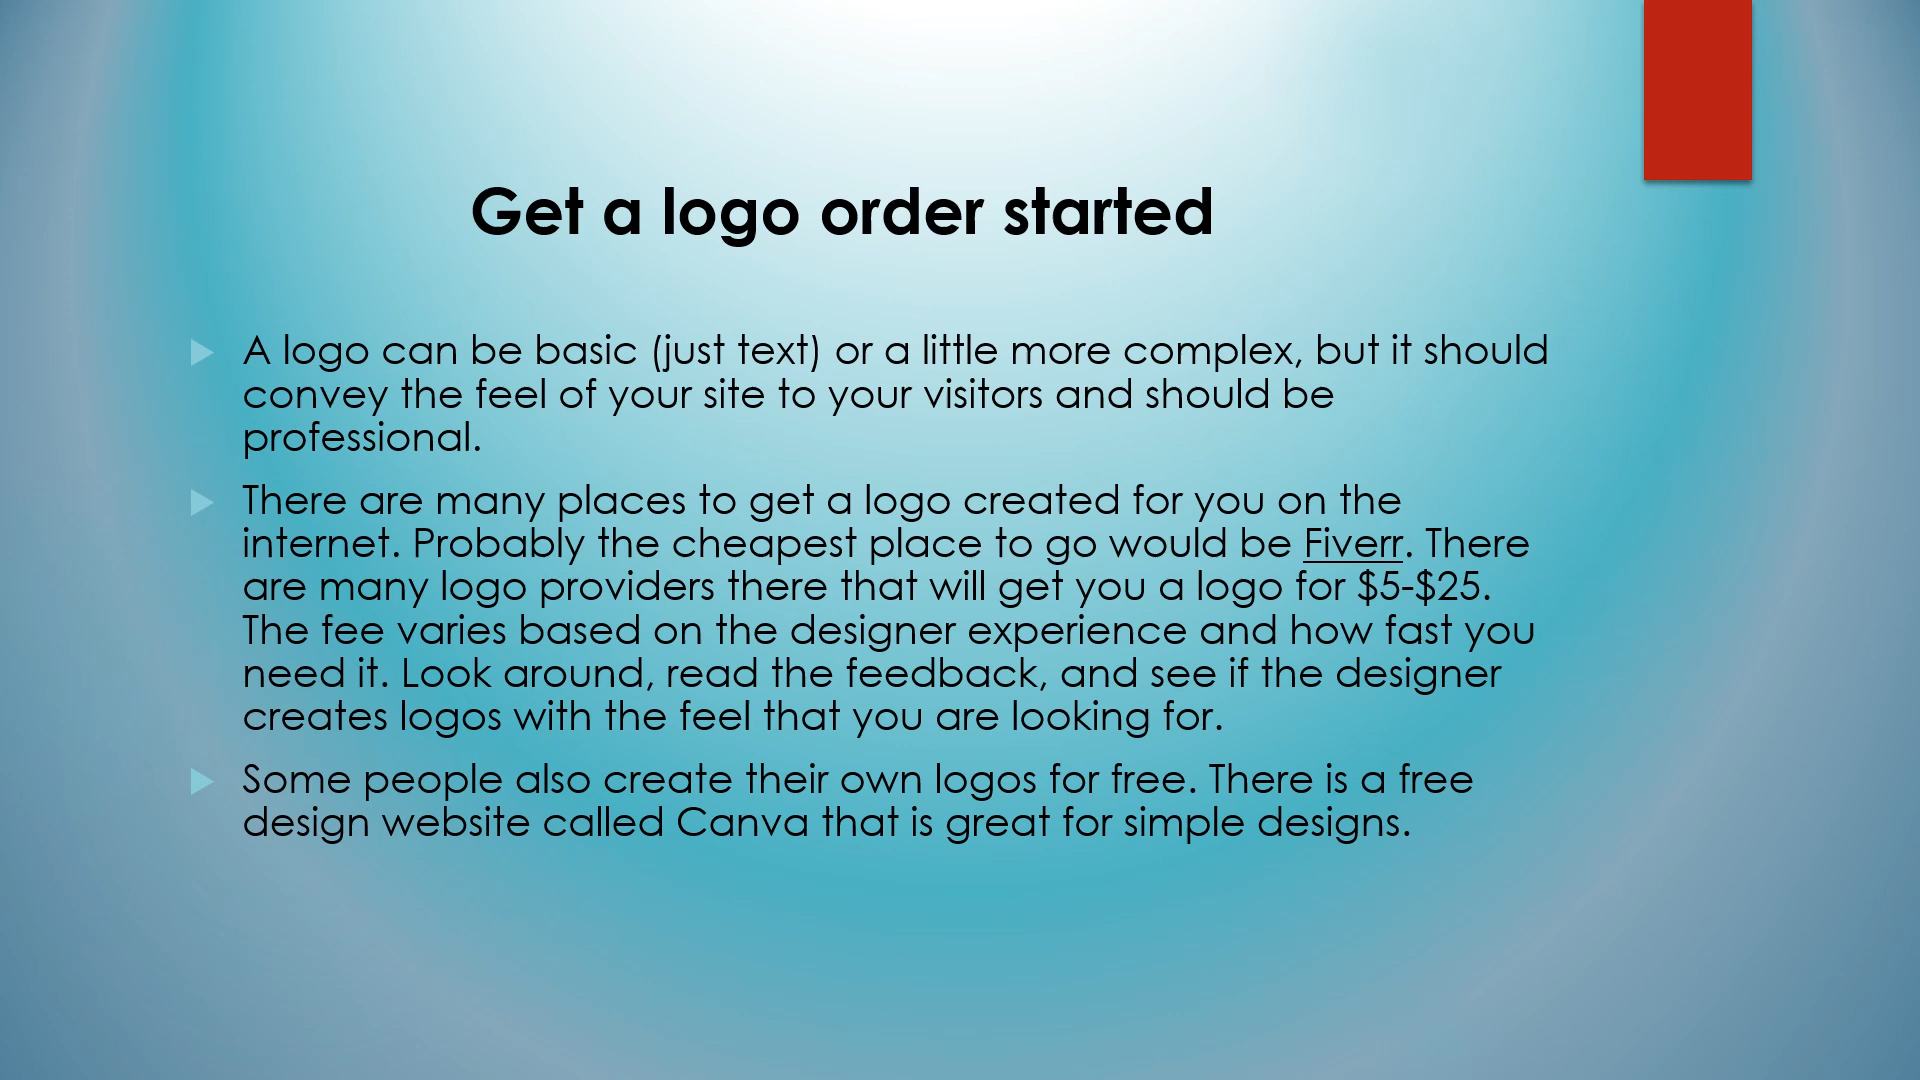 Get a logo order started
A logo can be basic (just text) or a little more complex, but it should
convey the feel of your site to your visitors and should be
professional.
There are many places to get a logo created for you on the
internet. Probably the cheapest place to go would be Fiverr. There
are many logo providers there that will get you a logo for $5-$25.
The fee varies based on the designer experience and how fast you
need it. Look around, read the feedback, and see if the designer
creates logos with the feel that you are looking for.
Some people also create their own logos for free. There is a free
design website called Canva that is great for simple designs.